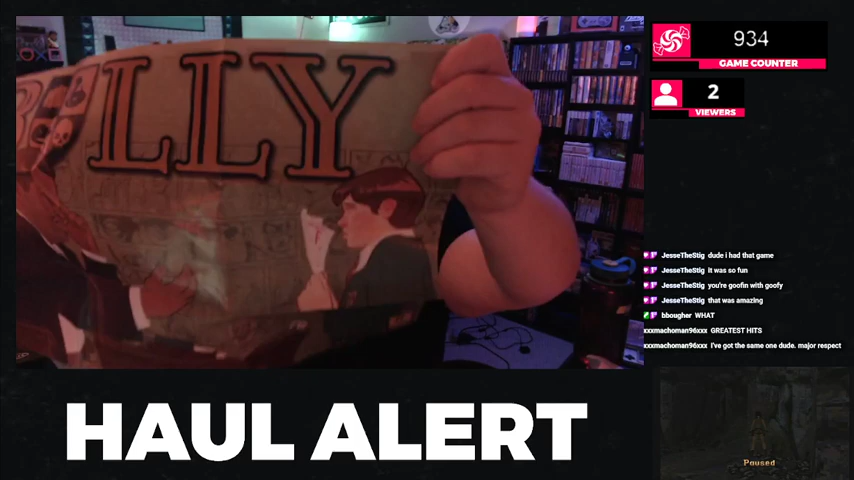 LLY
934
GAME COUNTER
2
VIEWERS
JesseTheStig dude i had that game
JesseTheStig it was so fun
JesseTheStig you're goofin with goofy
JesseTheStig that was amazing
bbougher WHAT
xxxmachoman96xxx GREATEST HITS
xxxmachoman96xxx I've got the same one dude. major respect
HAUL ALERT
Paused